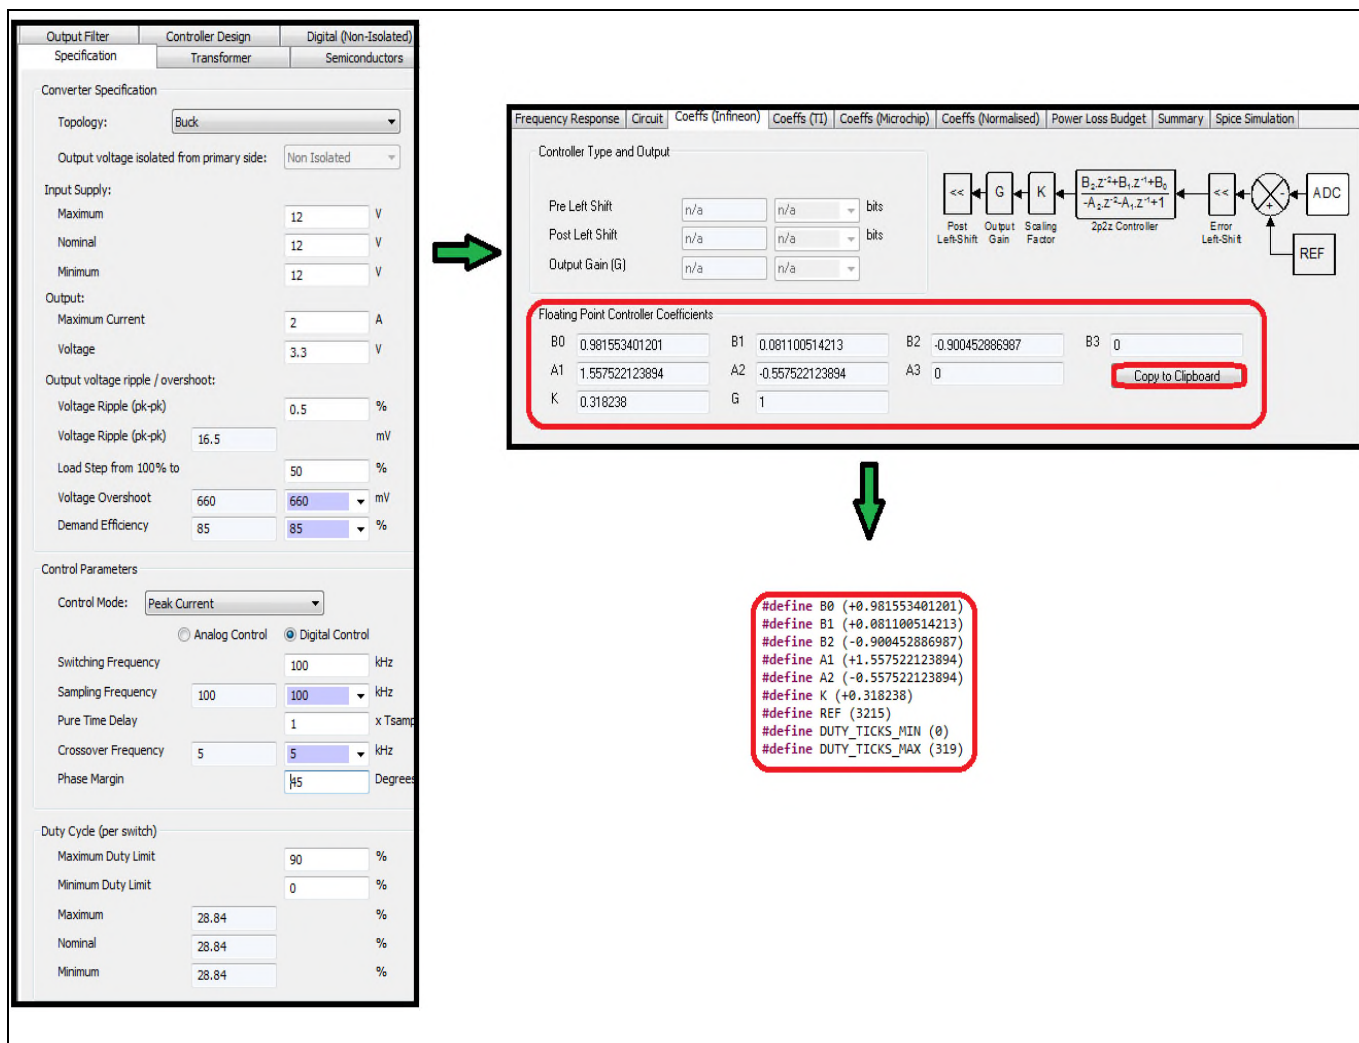 Output Filter Controller Design Digital (Non-Isolated)
Specification Transformer Semiconductors
Converter Specification
Topology: Buck
Output voltage isolated from primary side: Non Isolated
Input Supply:
Maximum 12 V
Nominal 12 V
Minimum 12 V
Output:
Maximum Current 2 A
Voltage 3.3 V
Output voltage ripple / overshoot:
Voltage Ripple (pk-pk) 0.5 %
Voltage Ripple (pk-pk) 16.5 mV
Load Step from 100% to 50 %
Voltage Overshoot 660 660 mV
Demand Efficiency 85 85 %
Control Parameters
Control Mode: Peak Current
Analog Control Digital Control
Switching Frequency 100 kHz
Sampling Frequency 100 100 kHz
Pure Time Delay 1 x Tsamp
Crossover Frequency 5 5 kHz
Phase Margin 45 Degrees
Duty Cycle (per switch)
Maximum Duty Limit 90 %
Minimum Duty Limit 0 %
Maximum 28.84 %
Nominal 28.84 %
Minimum 28.84 %
Frequency Response Circuit Coeffs (Infineon) Coeffs (TI) Coeffs (Microchip) Coeffs (Normalised) Power Loss Budget Summary Spice Simulation
Controller Type and Output
Pre Left Shift n/a n/a bits
Post Left Shift n/a n/a bits
Output Gain (G) n/a n/a
<< G K B₂.z⁻²+B₁.z⁻¹+B₀ << + - ADC
-A₂.z⁻²-A₁.z⁻¹+1
Post Left-Shift Output Gain Scaling Factor 2p2z Controller Error Left-Shift
REF
Floating Point Controller Coefficients
B0 0.981553401201 B1 0.081100514213 B2 -0.900452886987 B3 0
A1 1.557522123894 A2 -0.557522123894 A3 0 Copy to Clipboard
K 0.318238 G 1
#define B0 (+0.981553401201)
#define B1 (+0.081100514213)
#define B2 (-0.900452886987)
#define A1 (+1.557522123894)
#define A2 (-0.557522123894)
#define K (+0.318238)
#define REF (3215)
#define DUTY_TICKS_MIN (0)
#define DUTY_TICKS_MAX (319)